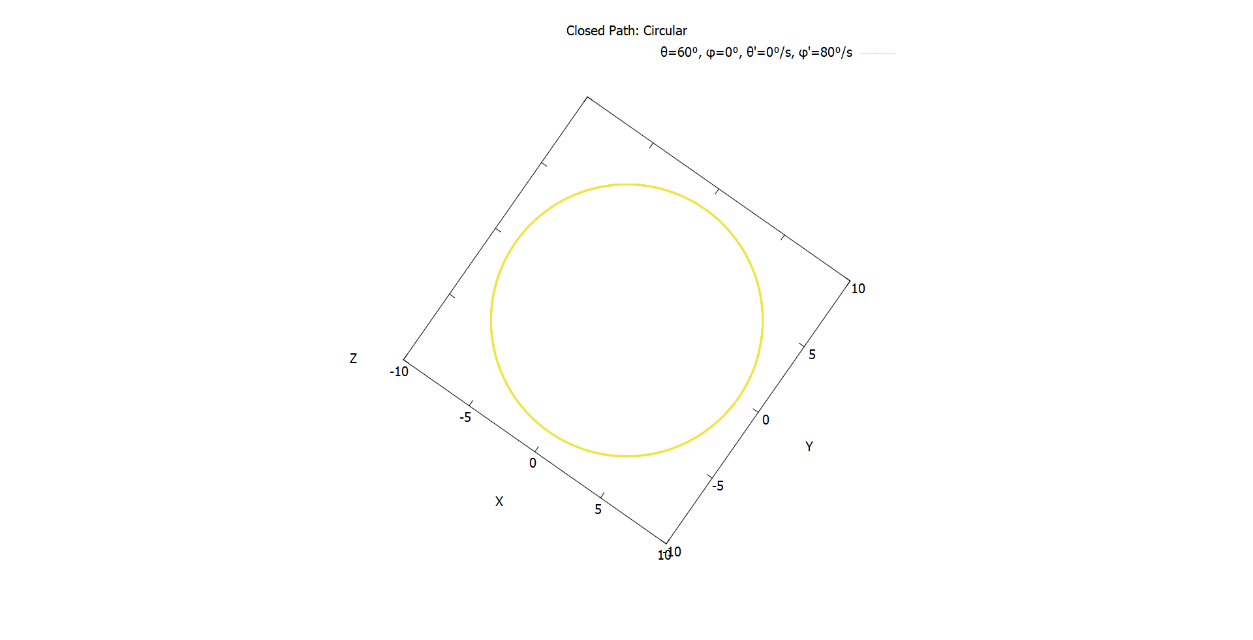 Closed Path: Circular
θ=60º, φ=0º, θ'=0º/s, φ'=80º/s
10
Z
-10
5
-5
0
Y
0
-5
X
5
10
-10